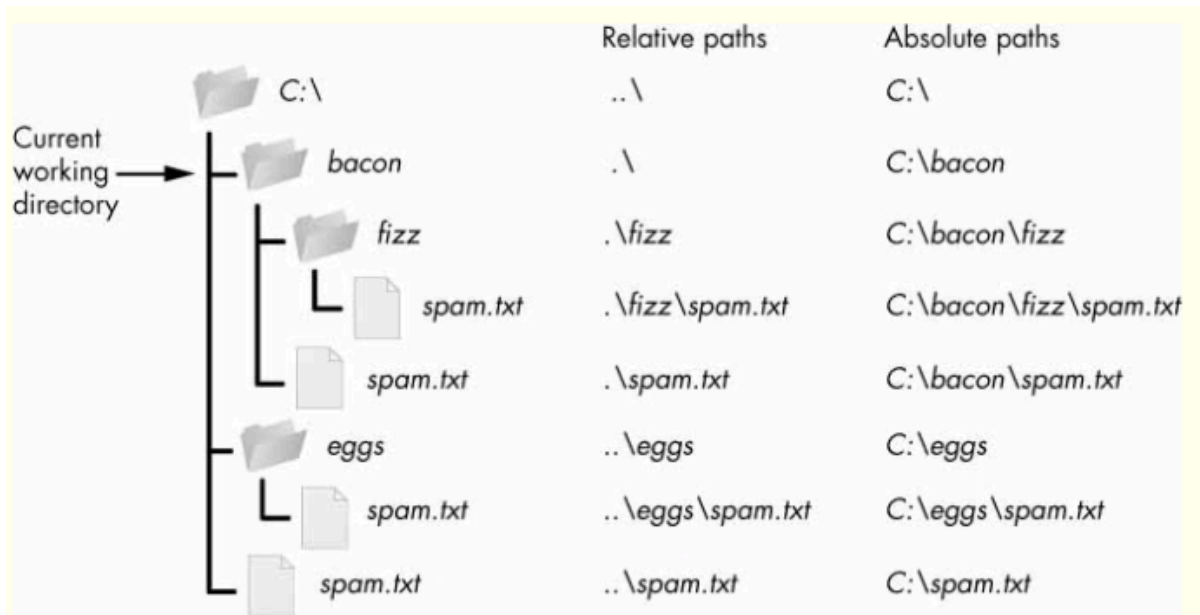 Relative paths Absolute paths
C:\ ..\ C:\
Current
working
directory
bacon .\ C:\bacon
fizz .\fizz C:\bacon\fizz
spam.txt .\fizz\spam.txt C:\bacon\fizz\spam.txt
spam.txt .\spam.txt C:\bacon\spam.txt
eggs ..\eggs C:\eggs
spam.txt ..\eggs\spam.txt C:\eggs\spam.txt
spam.txt ..\spam.txt C:\spam.txt